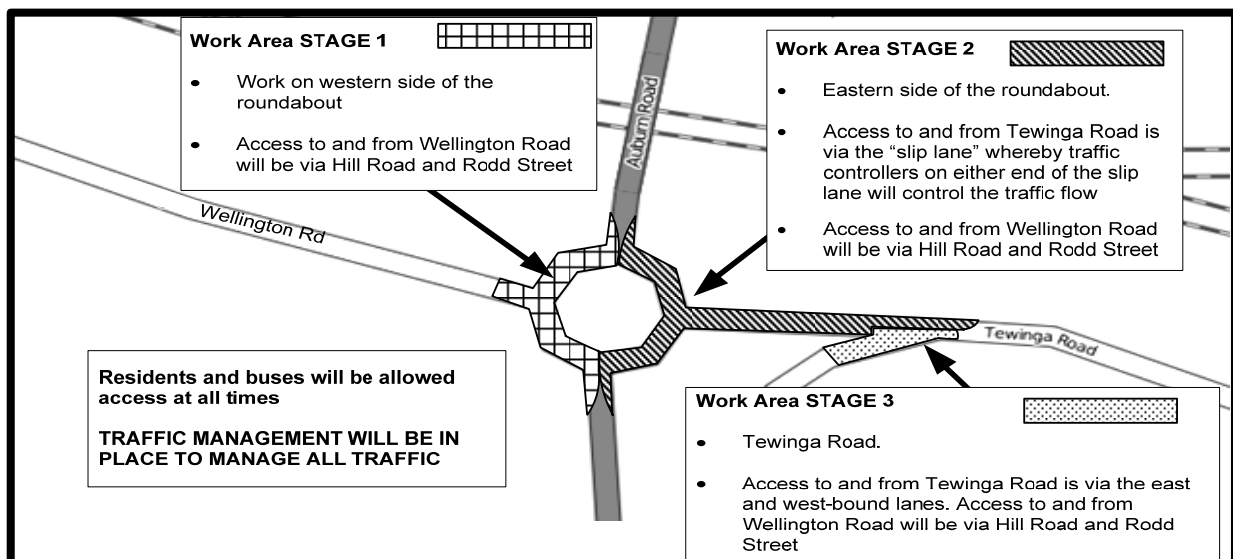 Work Area STAGE 1
• Work on western side of the
roundabout
• Access to and from Wellington Road
will be via Hill Road and Rodd Street
Work Area STAGE 2
• Eastern side of the roundabout.
• Access to and from Tewinga Road is
via the “slip lane” whereby traffic
controllers on either end of the slip
lane will control the traffic flow
• Access to and from Wellington Road
will be via Hill Road and Rodd Street
Auburn Road
Wellington Rd
Tewinga Road
Residents and buses will be allowed
access at all times
TRAFFIC MANAGEMENT WILL BE IN
PLACE TO MANAGE ALL TRAFFIC
Work Area STAGE 3
• Tewinga Road.
• Access to and from Tewinga Road is via the east
and west-bound lanes. Access to and from
Wellington Road will be via Hill Road and Rodd
Street